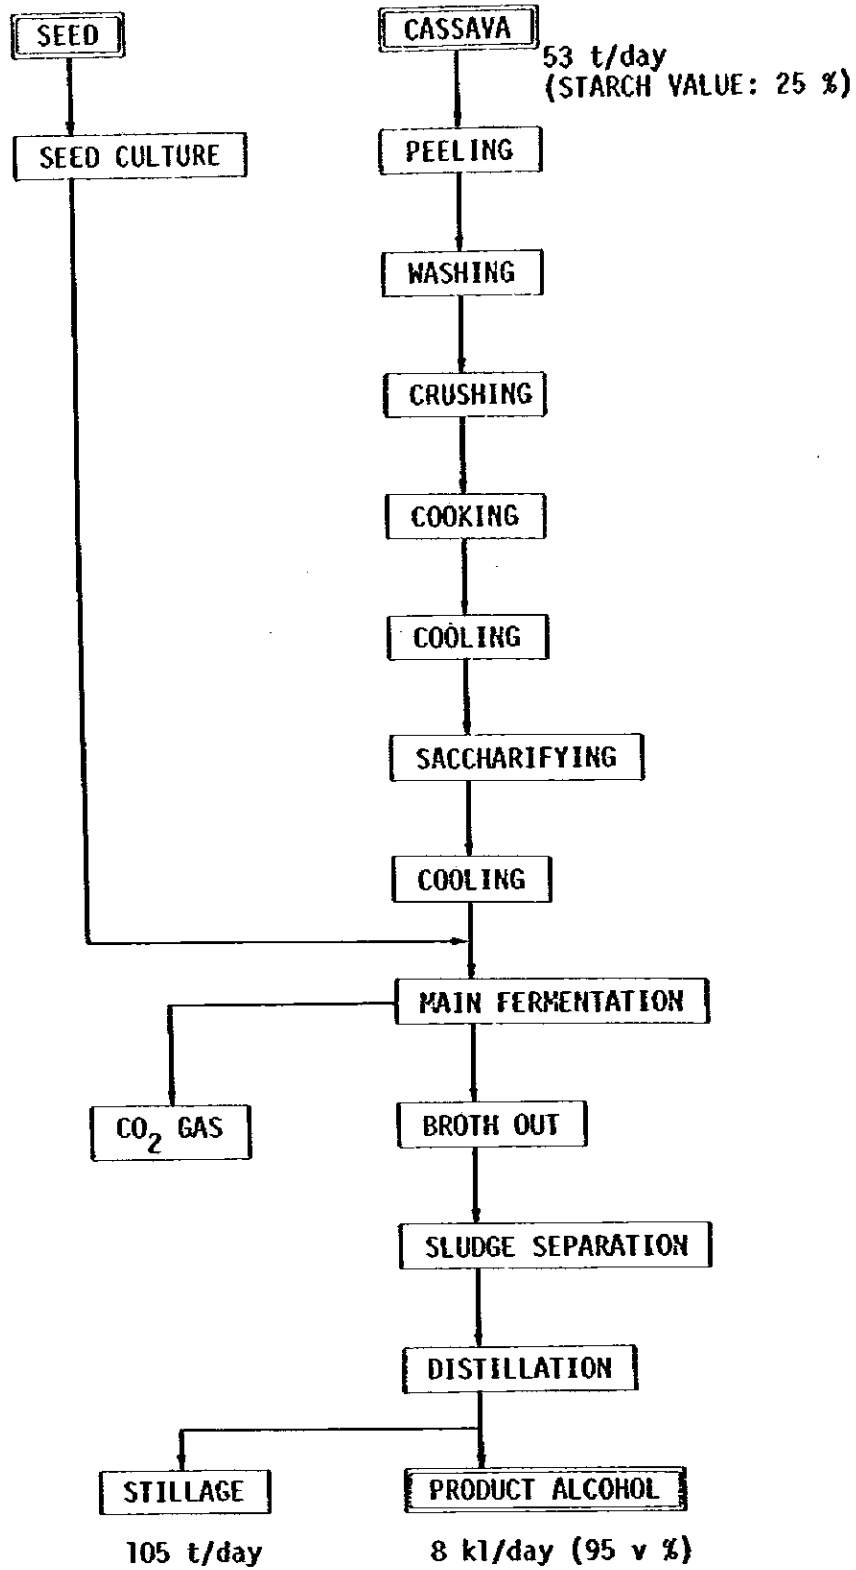 SEED
CASSAVA
53 t/day
(STARCH VALUE: 25 %)
SEED CULTURE
PEELING
WASHING
CRUSHING
COOKING
COOLING
SACCHARIFYING
COOLING
MAIN FERMENTATION
CO2 GAS
BROTH OUT
SLUDGE SEPARATION
DISTILLATION
STILLAGE
PRODUCT ALCOHOL
105 t/day
8 kl/day (95 v %)